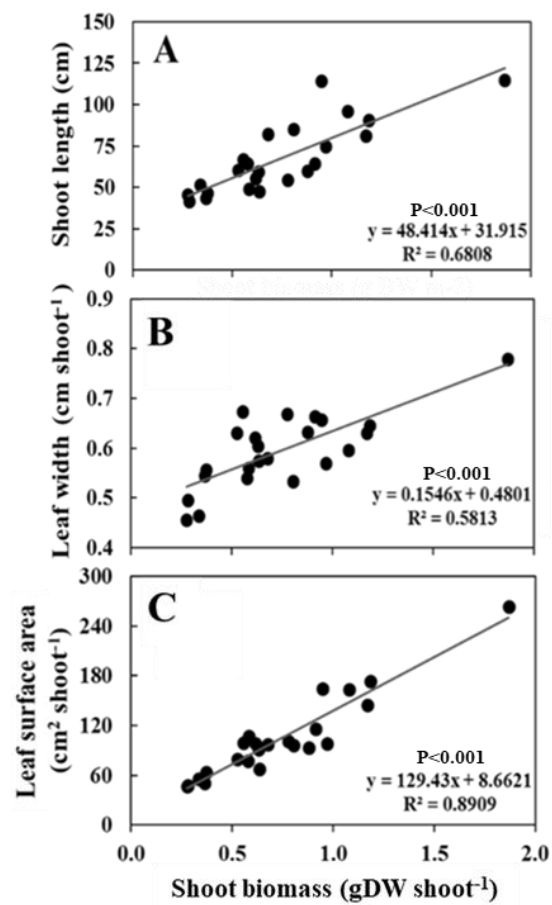 A
Shoot length (cm)
150
125
100
75
50
25
0
P<0.001
y = 48.414x + 31.915
R² = 0.6808
B
Leaf width (cm shoot⁻¹)
0.9
0.8
0.7
0.6
0.5
0.4
P<0.001
y = 0.1546x + 0.4801
R² = 0.5813
C
Leaf surface area
(cm² shoot⁻¹)
300
240
180
120
60
0
P<0.001
y = 129.43x + 8.6621
R² = 0.8909
0.0 0.5 1.0 1.5 2.0
Shoot biomass (gDW shoot⁻¹)